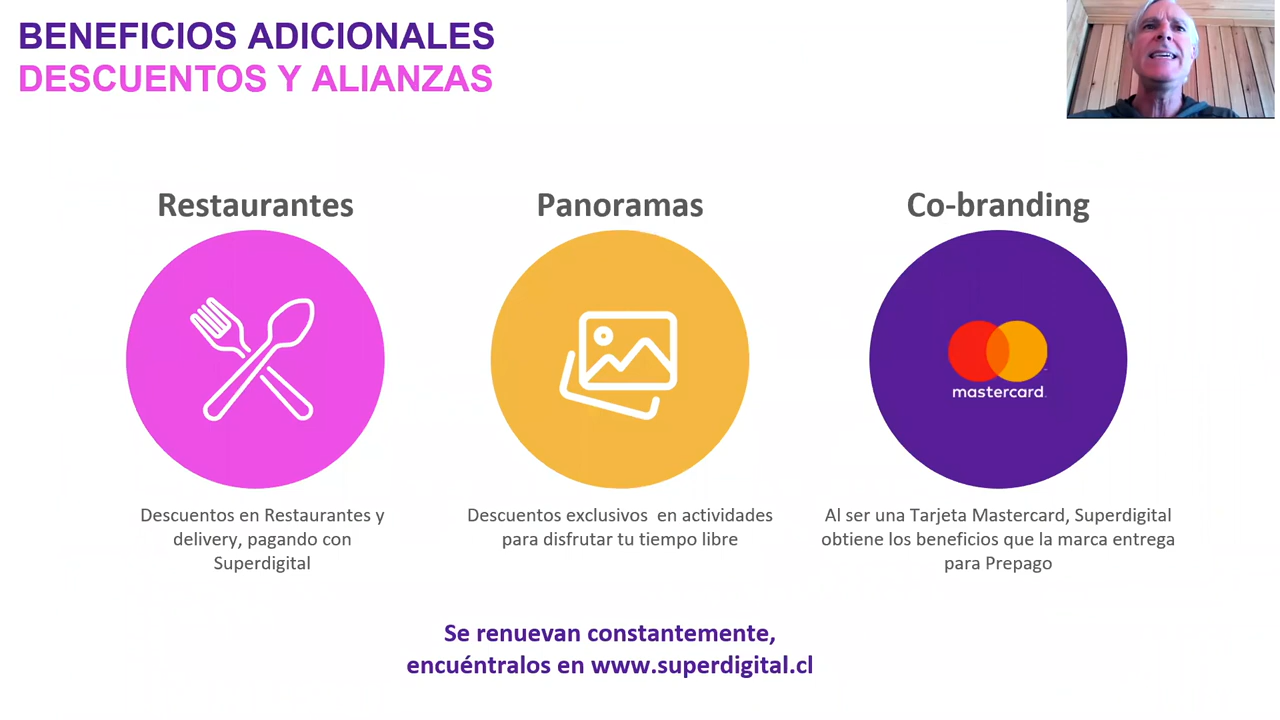 BENEFICIOS ADICIONALES
DESCUENTOS Y ALIANZAS
Restaurantes
Panoramas
Co-branding
mastercard.
Descuentos en Restaurantes y
delivery, pagando con
Superdigital
Descuentos exclusivos  en actividades
para disfrutar tu tiempo libre
Al ser una Tarjeta Mastercard, Superdigital
obtiene los beneficios que la marca entrega
para Prepago
Se renuevan constantemente,
encuéntralos en www.superdigital.cl